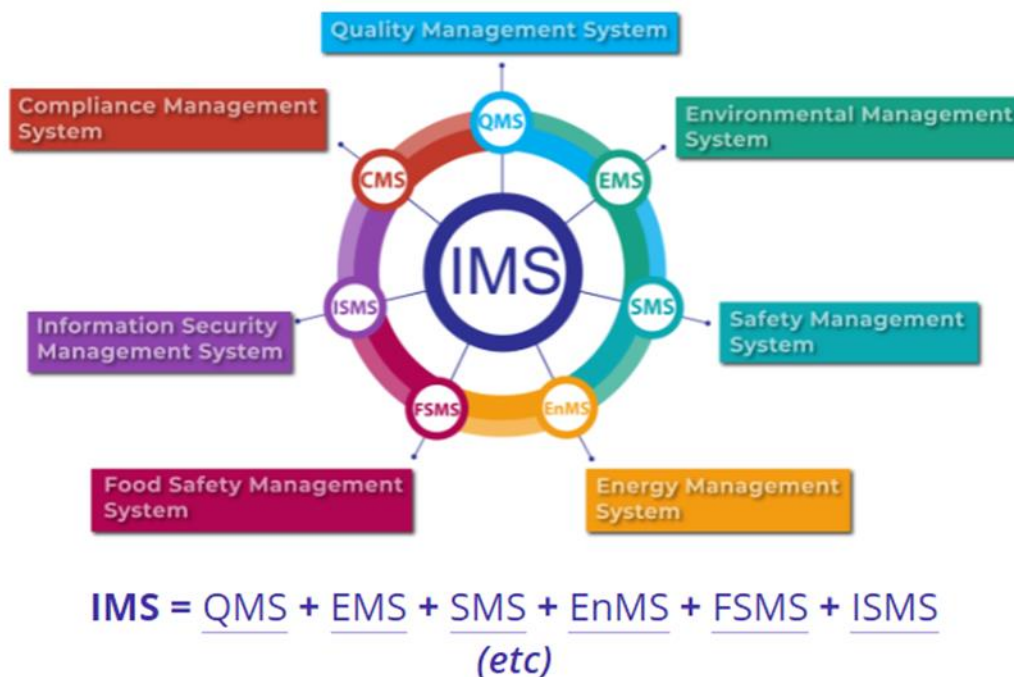 Quality Management System
Compliance Management
System
QMS
Environmental Management
System
CMS
EMS
IMS
ISMS
SMS
Information Security
Management System
Safety Management
System
FSMS
EnMS
Food Safety Management
System
Energy Management
System
IMS = QMS + EMS + SMS + EnMS + FSMS + ISMS
(etc)